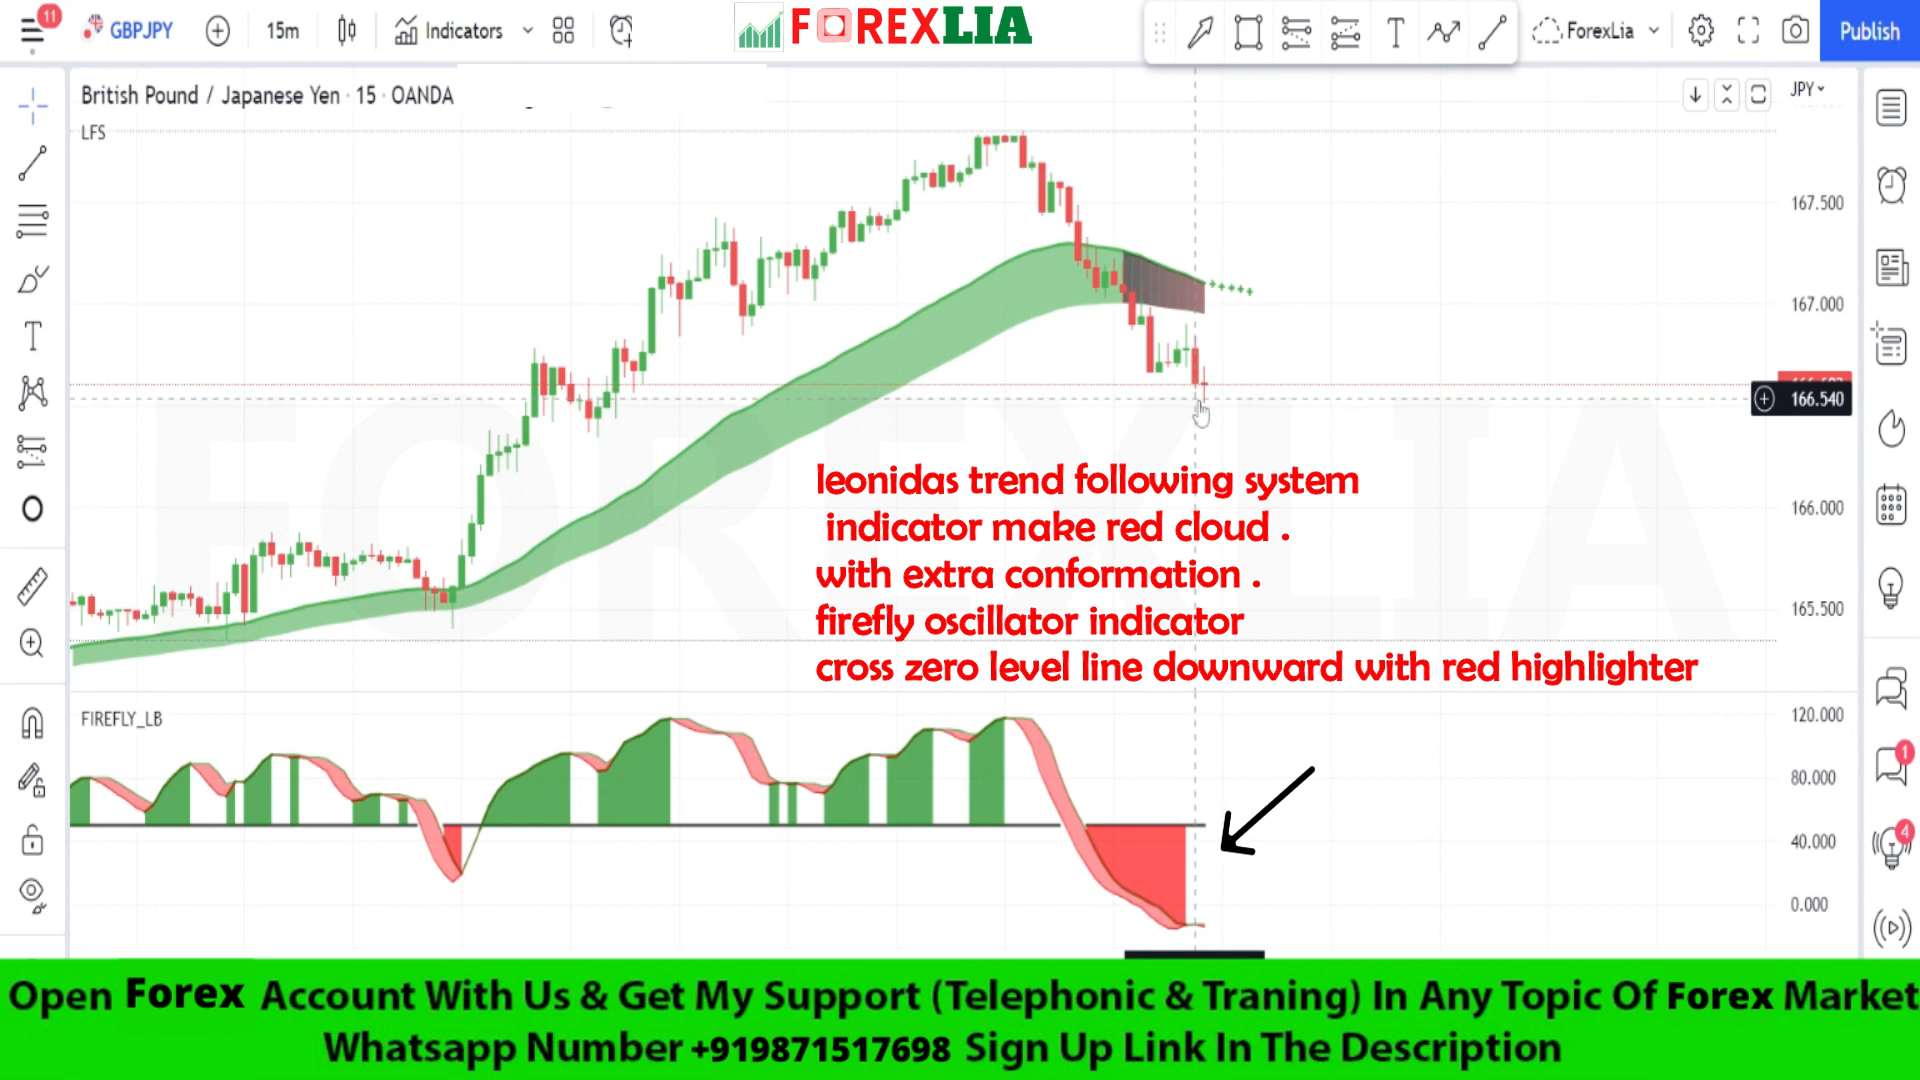 11
GBPJPY
15m
Indicators
FOREXLIA
ForexLia
Publish
British Pound / Japanese Yen · 15 · OANDA
JPY
LFS
167.500
167.000
166.540
166.000
165.500
FOREXLIA
leonidas trend following system
indicator make red cloud .
with extra conformation .
firefly oscillator indicator
cross zero level line downward with red highlighter
FIREFLY_LB
120.000
80.000
40.000
0.000
1
4
Open Forex Account With Us & Get My Support (Telephonic & Traning) In Any Topic Of Forex Market
Whatsapp Number +919871517698 Sign Up Link In The Description